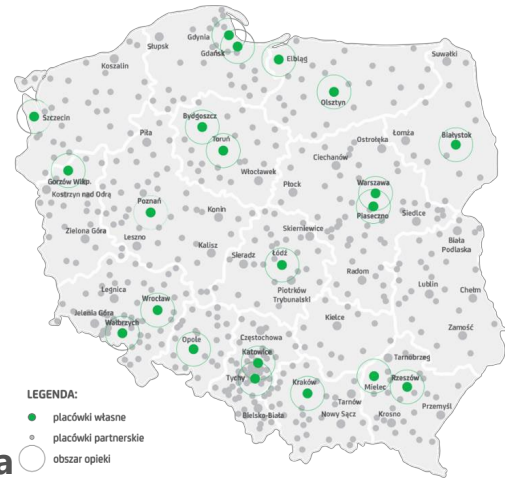 Gdynia
Gdańsk
Słupsk
Koszalin
Elbląg
Suwałki
Olsztyn
Szczecin
Bydgoszcz
Toruń
Piła
Ostrołęka
Łomża
Białystok
Ciechanów
Włocławek
Płock
Gorzów Wlkp.
Kostrzyn nad Odrą
Poznań
Konin
Warszawa
Piaseczno
Siedlce
Biała
Podlaska
Zielona Góra
Leszno
Kalisz
Skierniewice
Sieradz
Łódź
Piotrków
Trybunalski
Radom
Lublin
Chełm
Legnica
Wrocław
Jelenia Góra
Wałbrzych
Opole
Częstochowa
Kielce
Zamość
Katowice
Tychy
Tarnobrzeg
Kraków
Mielec
Rzeszów
Bielsko-Biała
Tarnów
Nowy Sącz
Krosno
Przemyśl
LEGENDA:
placówki własne
placówki partnerskie
obszar opieki
a